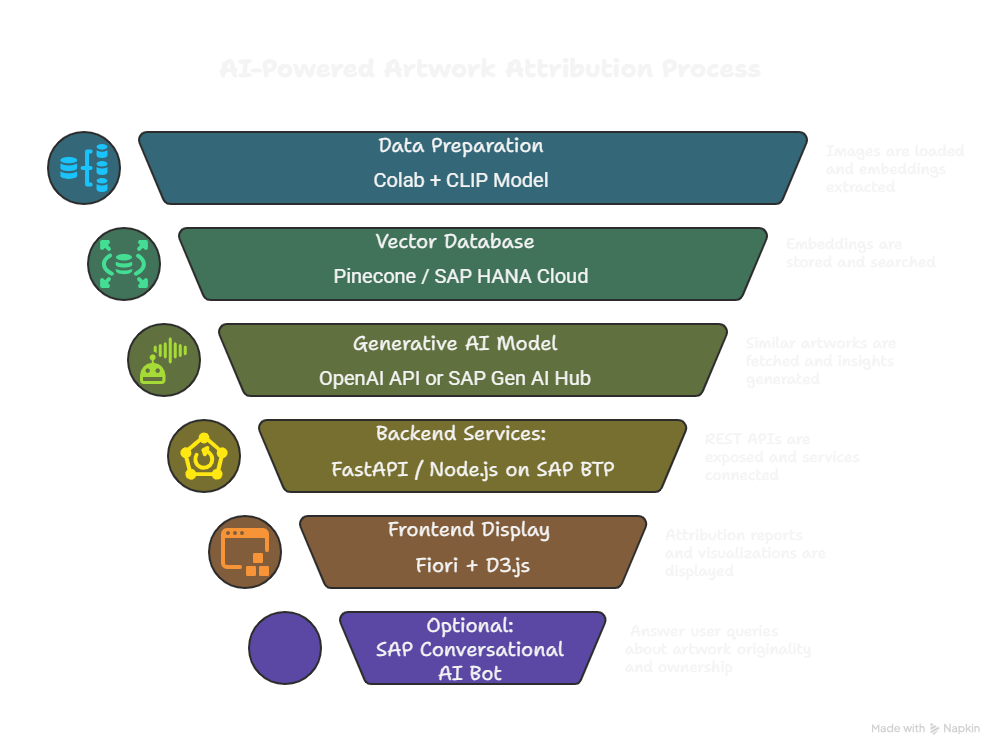 AI-Powered Artwork Attribution Process
Data Preparation
Colab + CLIP Model
Images are loaded
and embeddings
extracted
Vector Database
Pinecone / SAP HANA Cloud
Embeddings are
stored and searched
Generative AI Model
OpenAI API or SAP Gen AI Hub
Similar artworks are
fetched and insights
generated
Backend Services:
FastAPI / Node.js on SAP BTP
REST APIs are
exposed and services
connected
Frontend Display
Fiori + D3.js
Attribution reports
and visualizations are
displayed
Optional:
SAP Conversational
AI Bot
Answer user queries
about artwork originality
and ownership
Made with Napkin